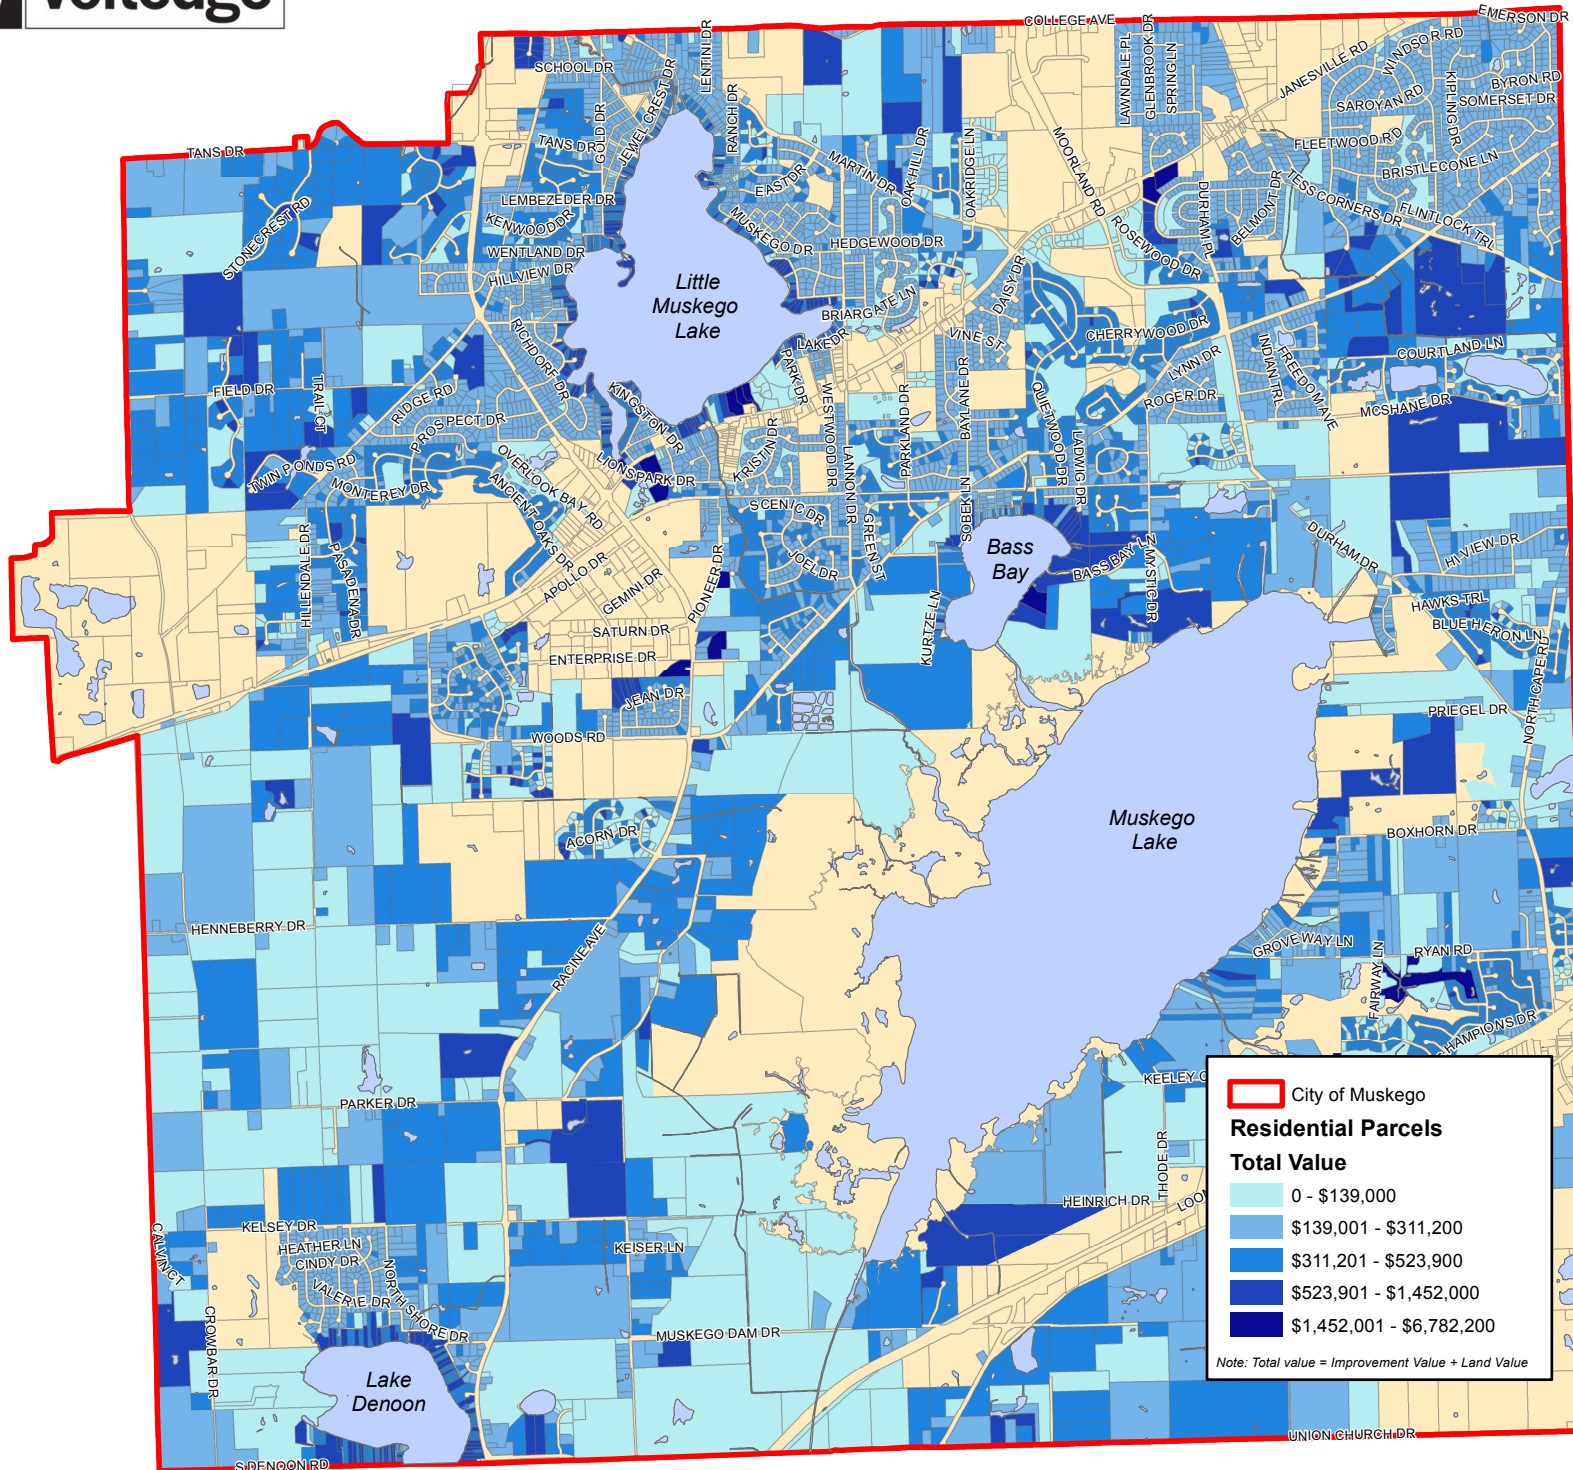 voltedge
COLLEGE AVE
EMERSON DR
SCHOOL DR
LENTINI DR
LAWNDALE PL
GLENBROOK DR
SPRING LN
JANESVILLE RD
WINDSOR RD
BYRON RD
SAROYAN RD
KIPLING DR
SOMERSET DR
TANS DR
TANS DR
GOLD DR
JEWEL CREST DR
RANCH DR
MARTIN DR
OAK HILL DR
OAKRIDGE LN
MOORLAND RD
FLEETWOOD RD
BRISTLECONE LN
EAST DR
DURHAM PL
BELMONT DR
TESS CORNERS DR
FLINTLOCK TRL
STONECREST RD
LEMBEZEDER DR
KENWOOD DR
WENTLAND DR
HILLVIEW DR
MUSKEGO DR
HEDGEWOOD DR
ROSEWOOD DR
Little
Muskego
Lake
DAISY DR
BRIARGATE LN
VINE ST
CHERRYWOOD DR
RICHDORF DR
LAKE DR
PARK DR
LYNN DR
INDIAN TRL
FREEDOM AVE
COURTLAND LN
FIELD DR
TRAIL CT
RIDGE RD
PROSPECT DR
KINGSTON DR
WESTWOOD DR
PARKLAND DR
BAYLANE DR
QUIETWOOD DR
ROGER DR
MCSHANE DR
TWIN PONDS RD
MONTEREY DR
OVERLOOK BAY RD
ANCIENT OAKS DR
LIONS PARK DR
KRISTIN DR
LANNON DR
LADWIG DR
SCENIC DR
GREEN ST
SOBEK LN
HILLENDALE DR
PASADENA DR
APOLLO DR
GEMINI DR
PIONEER DR
JOEL DR
KURTZE LN
Bass
Bay
BASS BAY LN
MYSTIC DR
DURHAM DR
HI VIEW DR
HAWKS TRL
BLUE HERON LN
SATURN DR
ENTERPRISE DR
JEAN DR
WOODS RD
NORTH CAPE RD
PRIEGEL DR
Muskego
Lake
ACORN DR
BOXHORN DR
HENNEBERRY DR
RACINE AVE
GROVEWAY LN
FAIRWAY LN
RYAN RD
CHAMPIONS DR
PARKER DR
KEELEY
THODE DR
HEINRICH DR
KELSEY DR
HEATHER LN
CINDY DR
VALERIE DR
NORTH SHORE DR
KEISER LN
CALVIN CT
CROWBAR DR
MUSKEGO DAM DR
Lake
Denoon
S DENOON RD
UNION CHURCH DR
City of Muskego
Residential Parcels
Total Value
0 - $139,000
$139,001 - $311,200
$311,201 - $523,900
$523,901 - $1,452,000
$1,452,001 - $6,782,200
Note: Total value = Improvement Value + Land Value